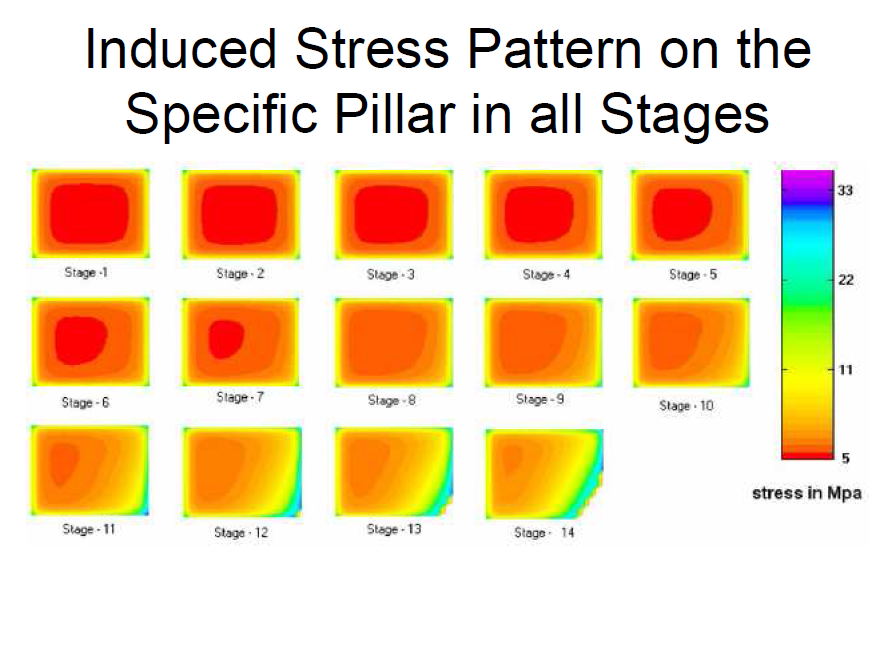 Induced Stress Pattern on the
Specific Pillar in all Stages
Stage -1
Stage - 2
Stage - 3
Stage - 4
Stage - 5
Stage - 6
Stage - 7
Stage - 8
Stage - 9
Stage - 10
Stage - 11
Stage - 12
Stage - 13
Stage - 14
33
22
11
5
stress in Mpa